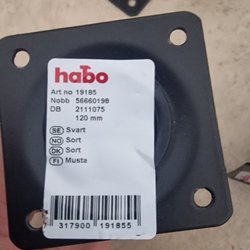 habo
Art no 19185
Nobb 56660198
DB 2111075
120 mm
SE Svart
NO Sort
DK Sort
FI Musta
7 317900 191855